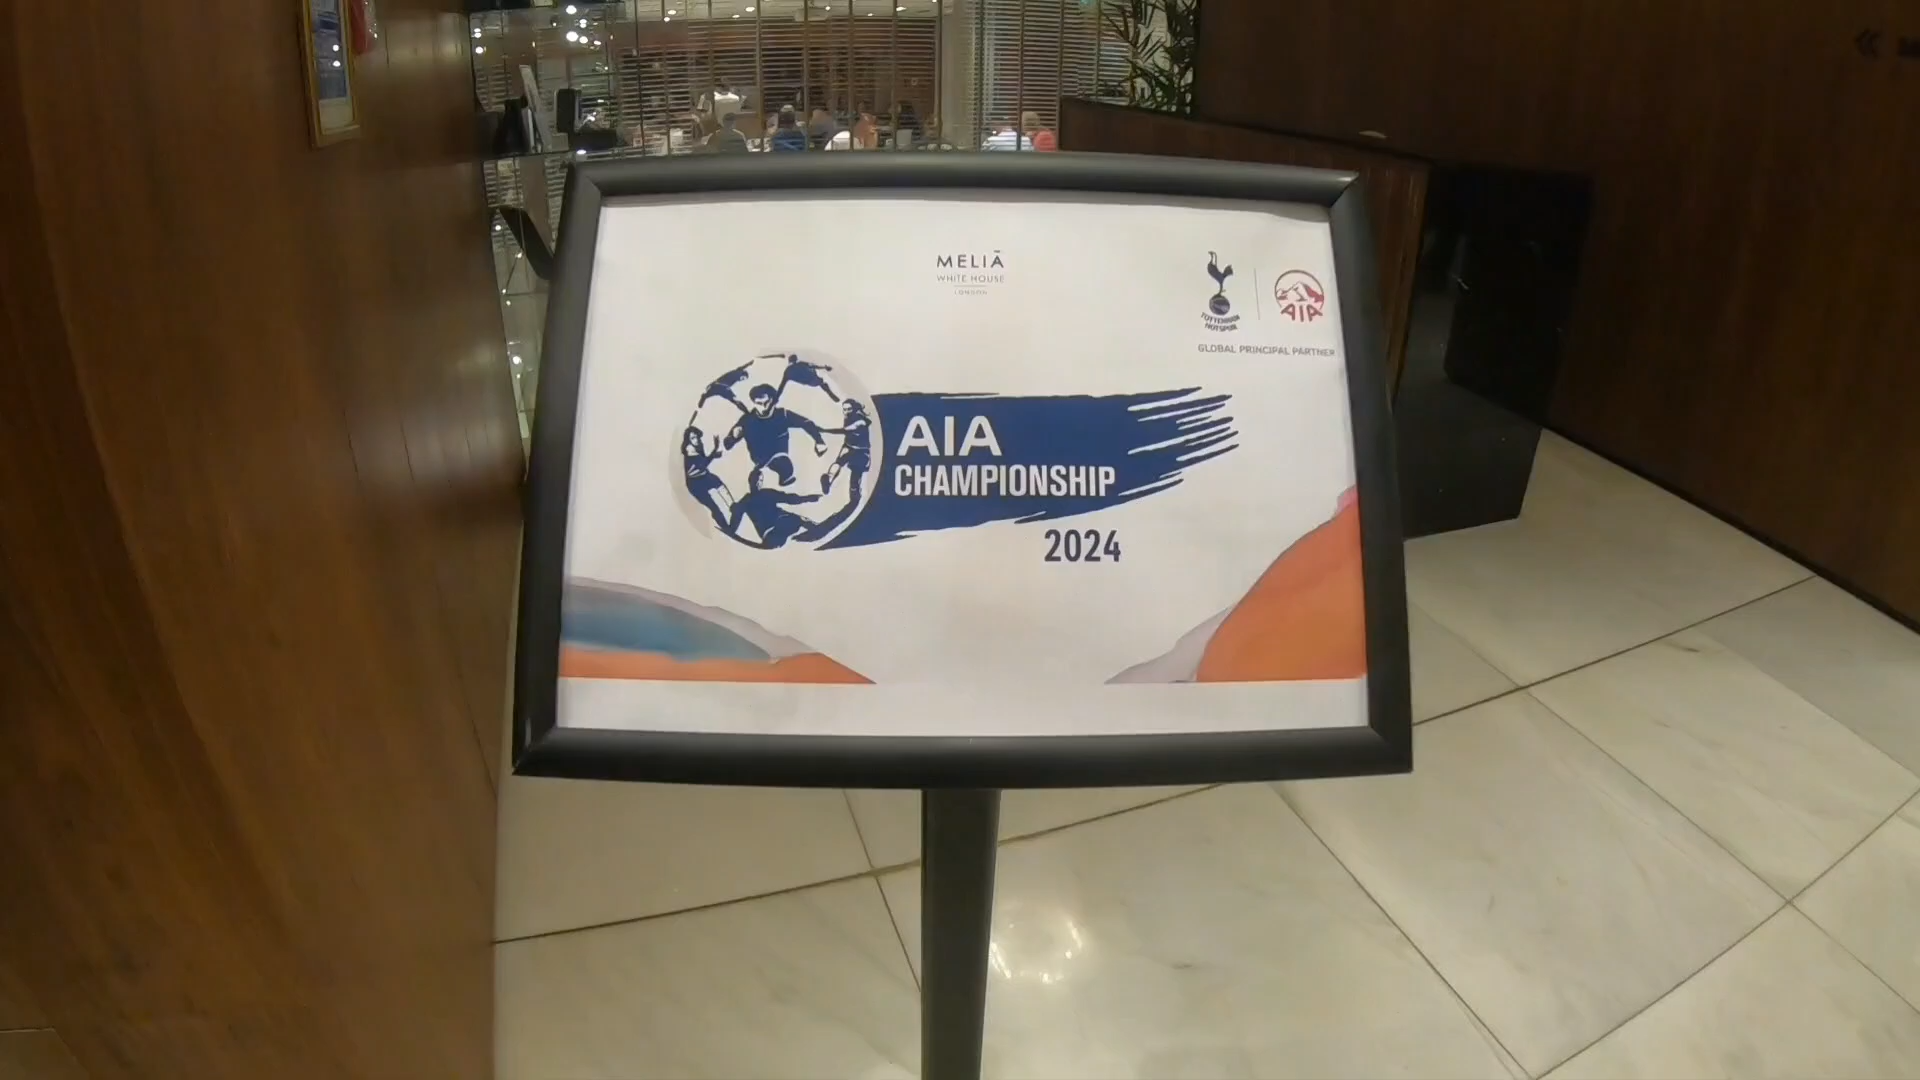 MELIÃ
WHITE HOUSE
LONDON
TOTTENHAM
HOTSPUR
AIA
GLOBAL PRINCIPAL PARTNER
AIA
CHAMPIONSHIP
2024